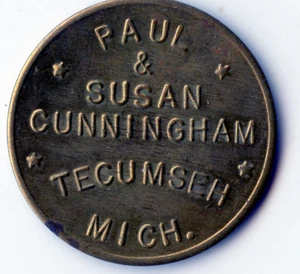 PAUL
&
SUSAN
CUNNINGHAM
TECUMSEH
MICH.